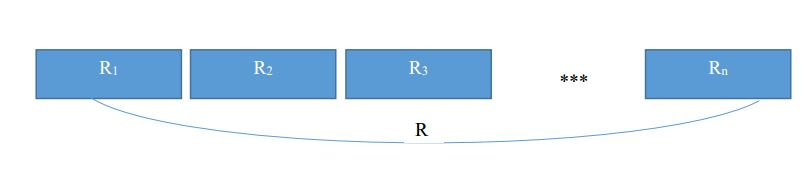 R₁ R₂ R₃ *** Rₙ
R